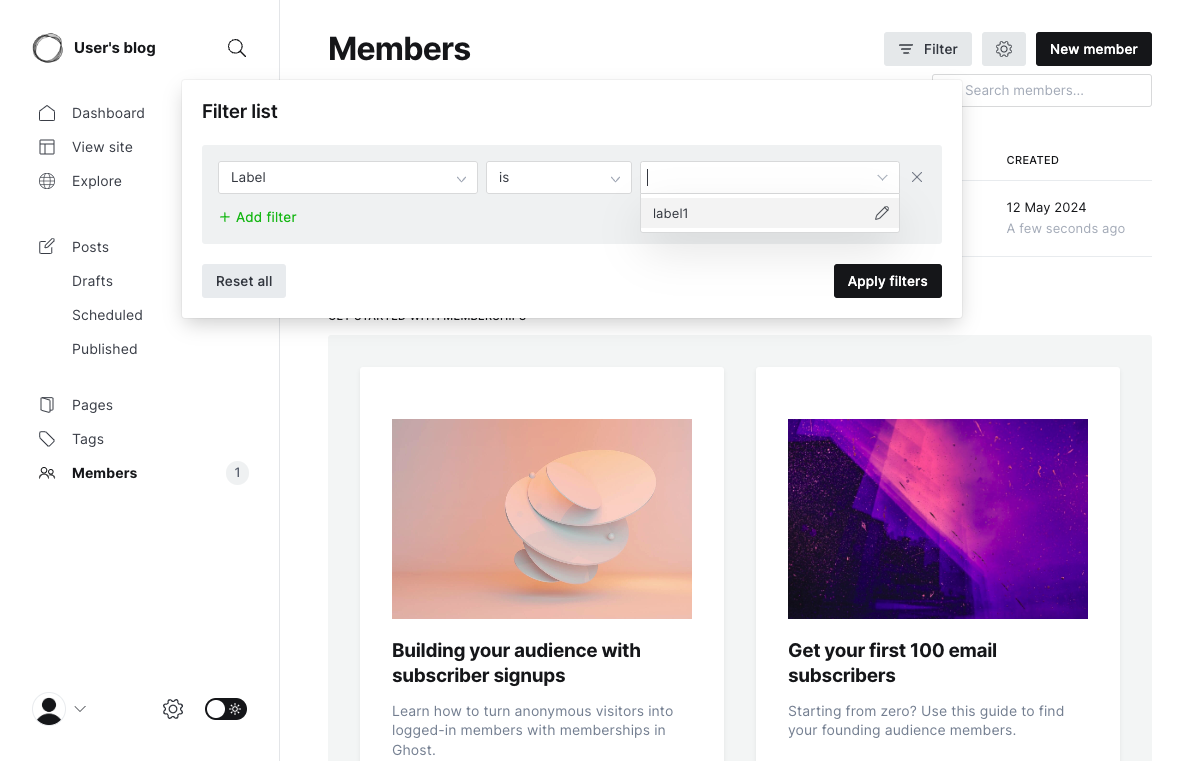 User's blog
Members
Filter
New member
Search members...
Dashboard
View site
Explore
Posts
Drafts
Scheduled
Published
Pages
Tags
Members
1
Filter list
Label
is
label1
+ Add filter
Reset all
Apply filters
CREATED
12 May 2024
A few seconds ago
GET STARTED WITH MEMBERSHIPS
Building your audience with
subscriber signups
Learn how to turn anonymous visitors into
logged-in members with memberships in
Ghost.
Get your first 100 email
subscribers
Starting from zero? Use this guide to find
your founding audience members.